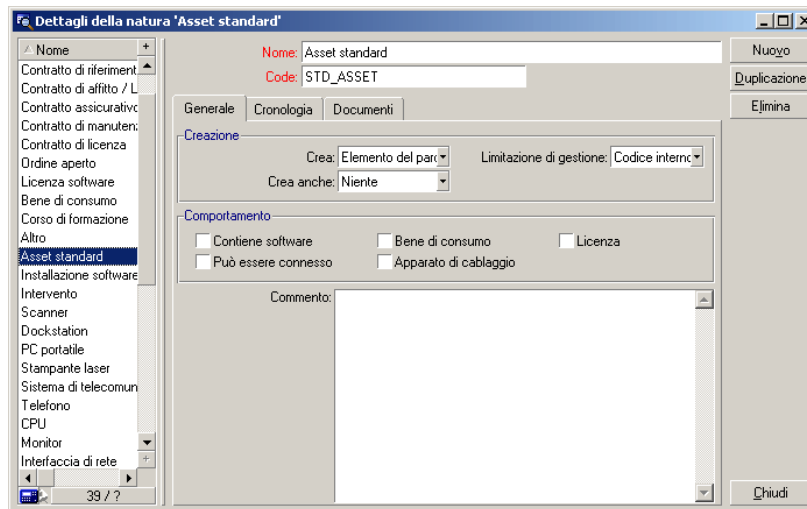 Dettagli della natura 'Asset standard'
Nome
Contratto di riferiment
Contratto di affitto / L
Contratto assicurativo
Contratto di manuten:
Contratto di licenza
Ordine aperto
Licenza software
Bene di consumo
Corso di formazione
Altro
Asset standard
Installazione software
Intervento
Scanner
Dockstation
PC portatile
Stampante laser
Sistema di telecomun
Telefono
CPU
Monitor
Interfaccia di rete
39 / ?
Nome: Asset standard
Code: STD_ASSET
Generale Cronologia Documenti
Creazione
Crea: Elemento del parc Limitazione di gestione: Codice interno
Crea anche: Niente
Comportamento
Contiene software Bene di consumo Licenza
Può essere connesso Apparato di cablaggio
Commento:
Nuovo
Duplicazione
Elimina
Chiudi